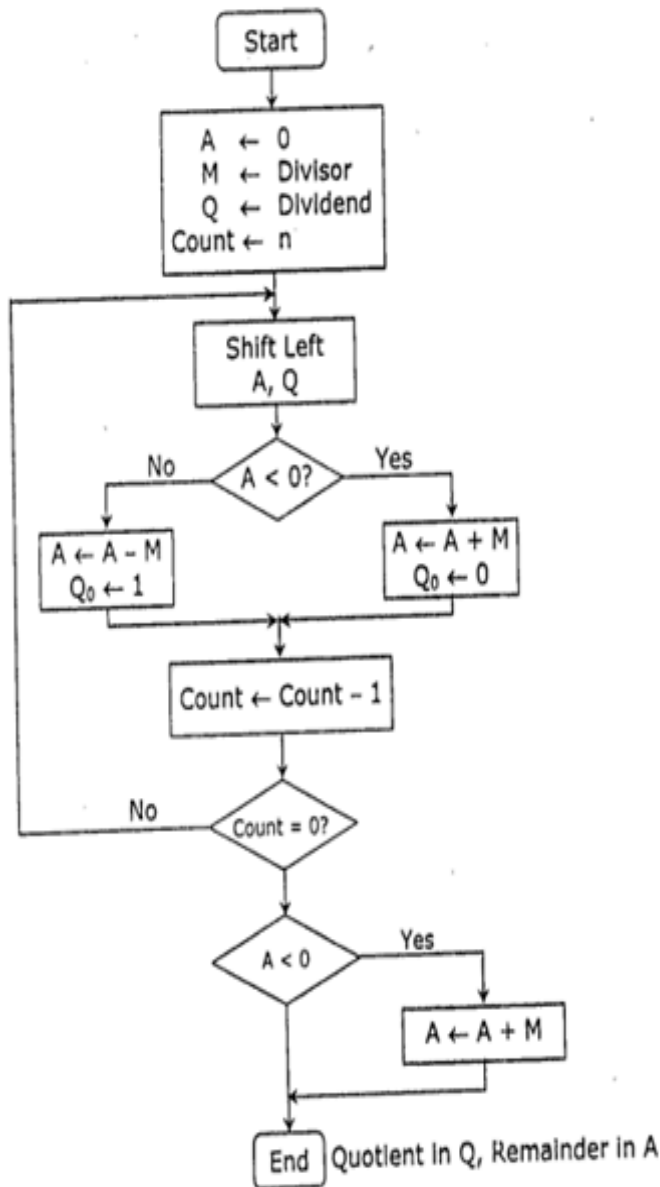 Start
A ← 0
M ← Divisor
Q ← Dividend
Count ← n
Shift Left
A, Q
No
A < 0?
Yes
A ← A – M
Q₀ ← 1
A ← A + M
Q₀ ← 0
Count ← Count – 1
No
Count = 0?
A < 0
Yes
A ← A + M
End
Quotient in Q, Remainder in A